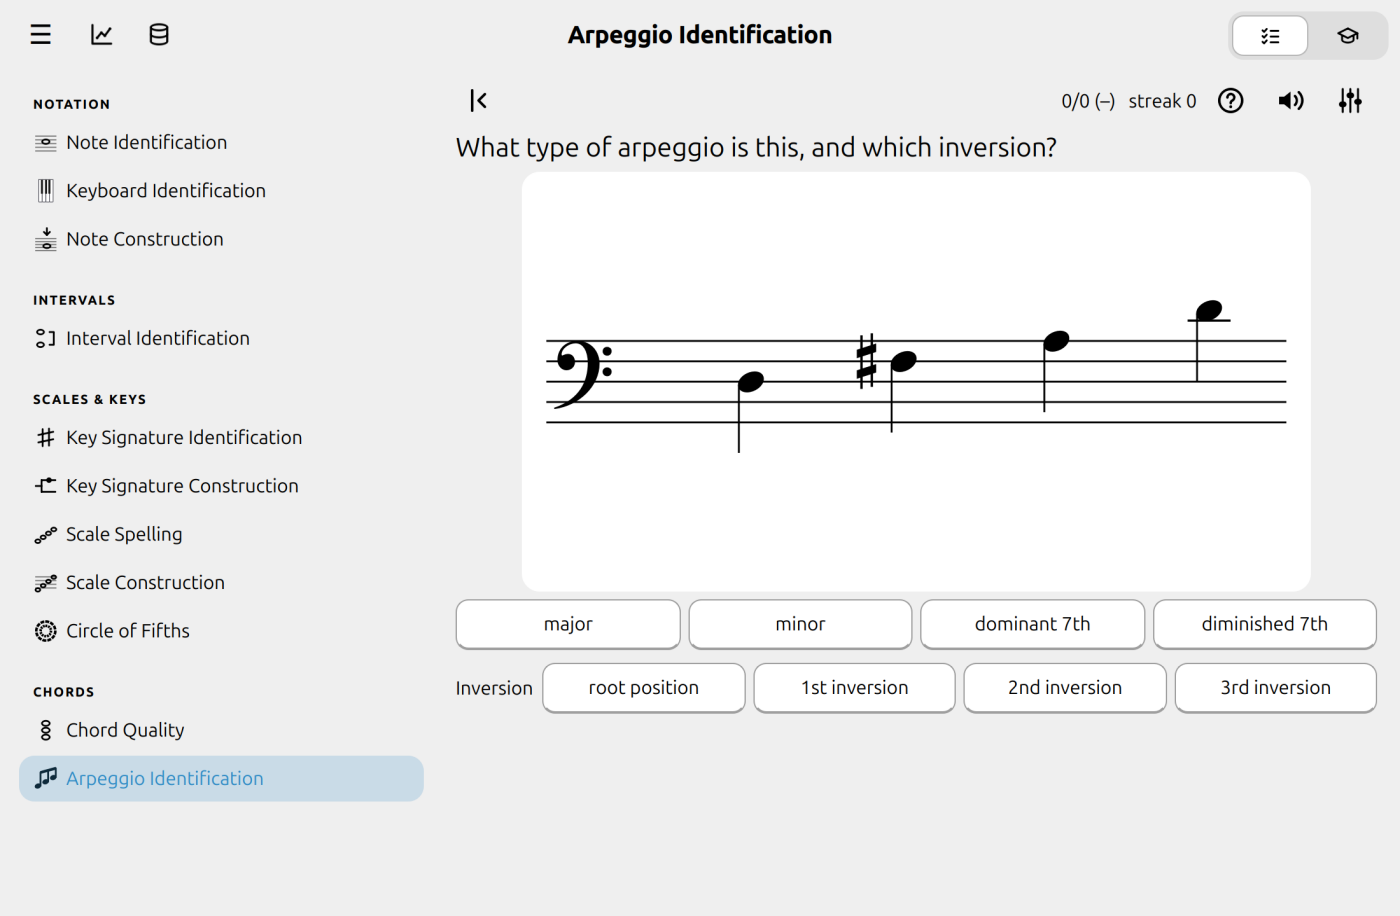 Arpeggio Identification
NOTATION
Note Identification
Keyboard Identification
Note Construction
INTERVALS
Interval Identification
SCALES & KEYS
Key Signature Identification
Key Signature Construction
Scale Spelling
Scale Construction
Circle of Fifths
CHORDS
Chord Quality
Arpeggio Identification
0/0 (–) streak 0
What type of arpeggio is this, and which inversion?
major minor dominant 7th diminished 7th
Inversion root position 1st inversion 2nd inversion 3rd inversion